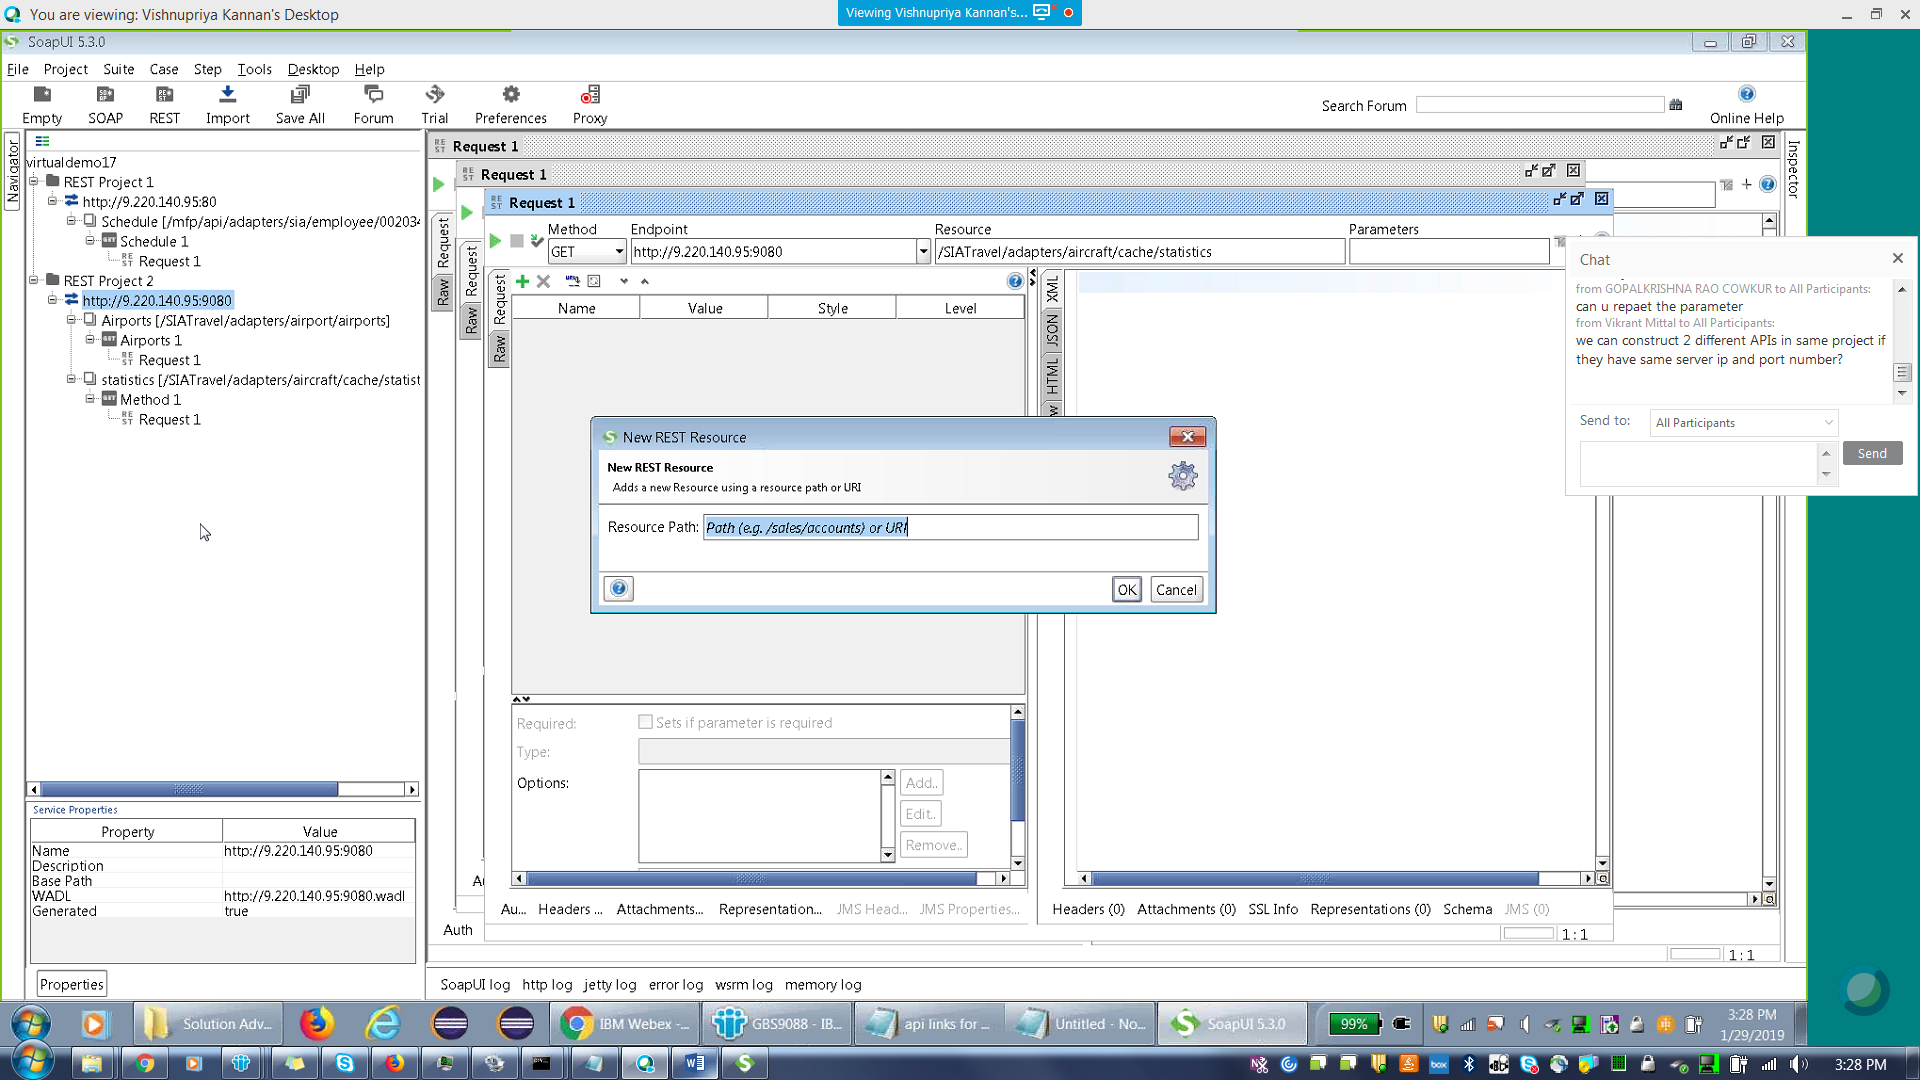 You are viewing: Vishnupriya Kannan's Desktop
Viewing Vishnupriya Kannan's...
SoapUI 5.3.0
File Project Suite Case Step Tools Desktop Help
Empty SOAP REST Import Save All Forum Trial Preferences Proxy
Search Forum
Online Help
Navigator
virtualdemo17
REST Project 1
http://9.220.140.95:80
Schedule [/mfp/api/adapters/sia/employee/00203
Schedule 1
Request 1
REST Project 2
http://9.220.140.95:9080
Airports [/SIATravel/adapters/airport/airports]
Airports 1
Request 1
statistics [/SIATravel/adapters/aircraft/cache/statist
Method 1
Request 1
Service Properties
Property Value
Name http://9.220.140.95:9080
Description
Base Path
WADL http://9.220.140.95:9080.wadl
Generated true
Properties
Request 1
Request 1
Request 1
Inspector
Method Endpoint Resource Parameters
GET http://9.220.140.95:9080 /SIATravel/adapters/aircraft/cache/statistics
Request
Raw
Request
Raw
Request
Raw
Name Value Style Level
XML
JSON
HTML
New REST Resource
New REST Resource
Adds a new Resource using a resource path or URI
Resource Path: Path (e.g. /sales/accounts) or URI
OK Cancel
Required: Sets if parameter is required
Type:
Options:
Add..
Edit..
Remove..
Au... Headers ... Attachments... Representation... JMS Head... JMS Properties...
Headers (0) Attachments (0) SSL Info Representations (0) Schema JMS (0)
Auth
1:1
1:1
SoapUI log http log jetty log error log wsrm log memory log
Chat
from GOPALKRISHNA RAO COWKUR to All Participants:
can u repaet the parameter
from Vikrant Mittal to All Participants:
we can construct 2 different APIs in same project if
they have same server ip and port number?
Send to: All Participants
Send
Solution Adv...
IBM Webex -...
GBS9088 - IB...
api links for ...
Untitled - No...
SoapUI 5.3.0
99%
3:28 PM
1/29/2019
3:28 PM